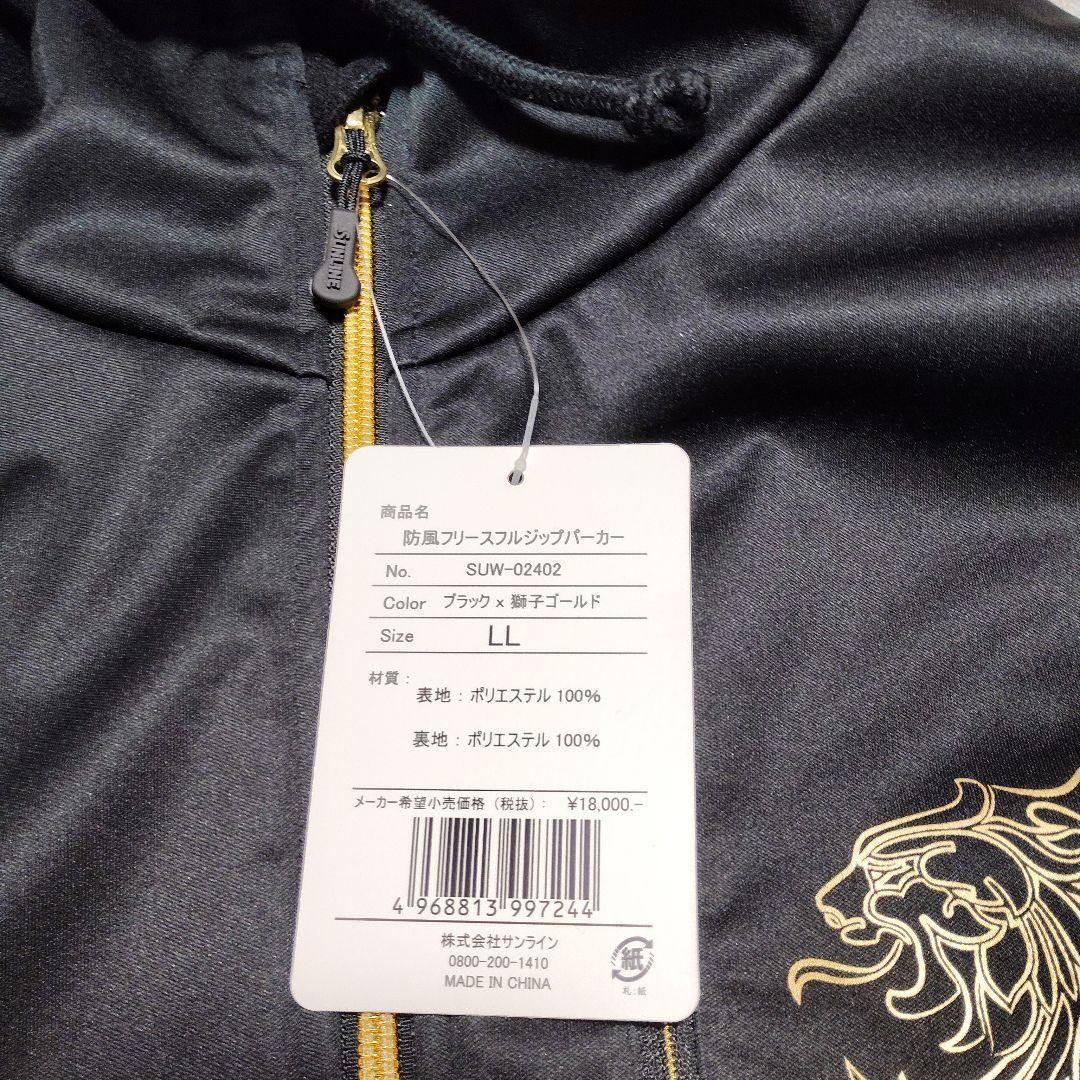 SUNLINE
商品名
防風フリースフルジップパーカー
No. SUW-02402
Color ブラック x 獅子ゴールド
Size LL
材質:
表地:ポリエステル 100%
裏地:ポリエステル 100%
メーカー希望小売価格(税抜): ¥18,000.-
4 968813 997244
株式会社サンライン
0800-200-1410
MADE IN CHINA
紙
札:紙